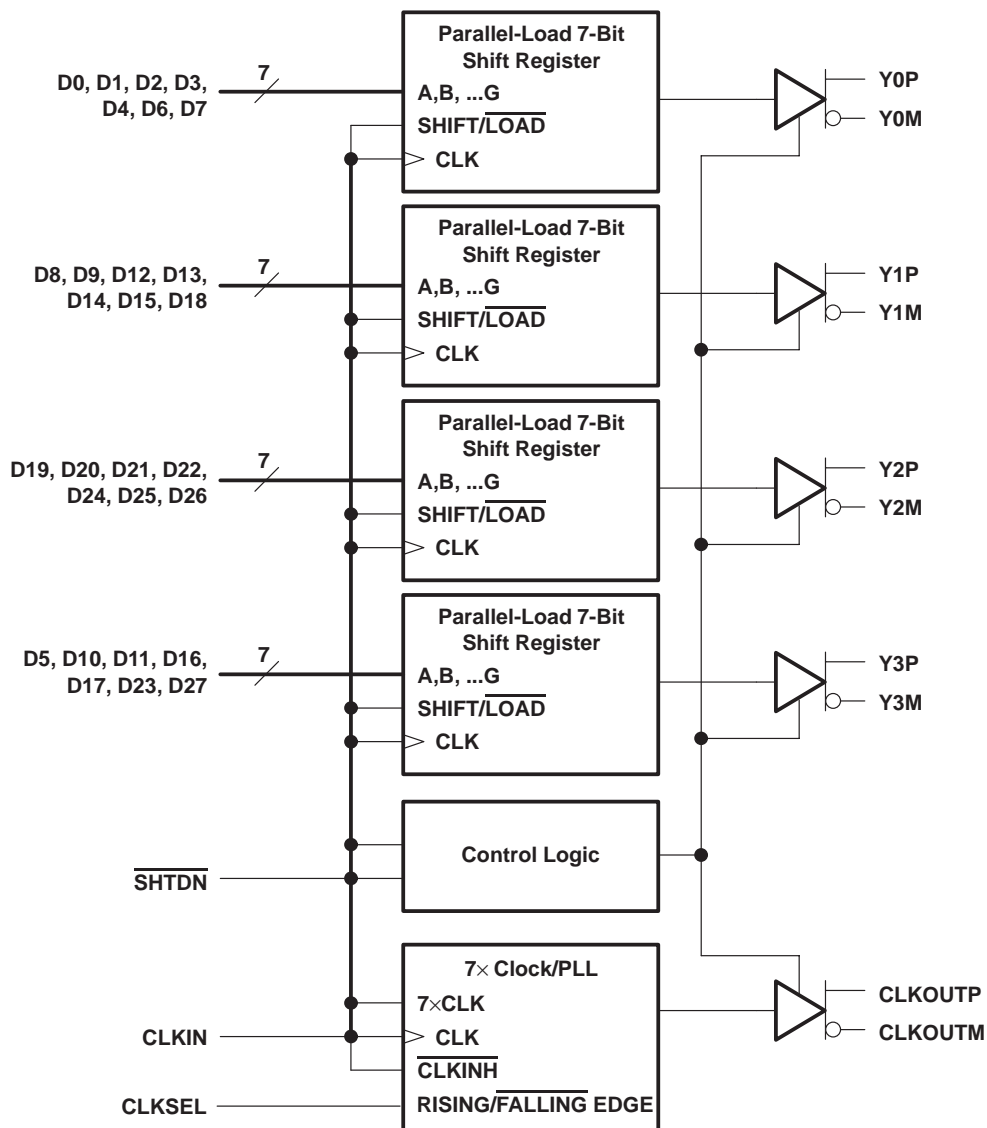 Parallel-Load 7-Bit
Shift Register
D0, D1, D2, D3,
D4, D6, D7
7
A,B, ...G
SHIFT/LOAD
CLK
Y0P
Y0M
Parallel-Load 7-Bit
Shift Register
D8, D9, D12, D13,
D14, D15, D18
7
A,B, ...G
SHIFT/LOAD
CLK
Y1P
Y1M
Parallel-Load 7-Bit
Shift Register
D19, D20, D21, D22,
D24, D25, D26
7
A,B, ...G
SHIFT/LOAD
CLK
Y2P
Y2M
Parallel-Load 7-Bit
Shift Register
D5, D10, D11, D16,
D17, D23, D27
7
A,B, ...G
SHIFT/LOAD
CLK
Y3P
Y3M
Control Logic
SHTDN
7× Clock/PLL
7×CLK
CLKIN
CLK
CLKINH
CLKSEL
RISING/FALLING EDGE
CLKOUTP
CLKOUTM